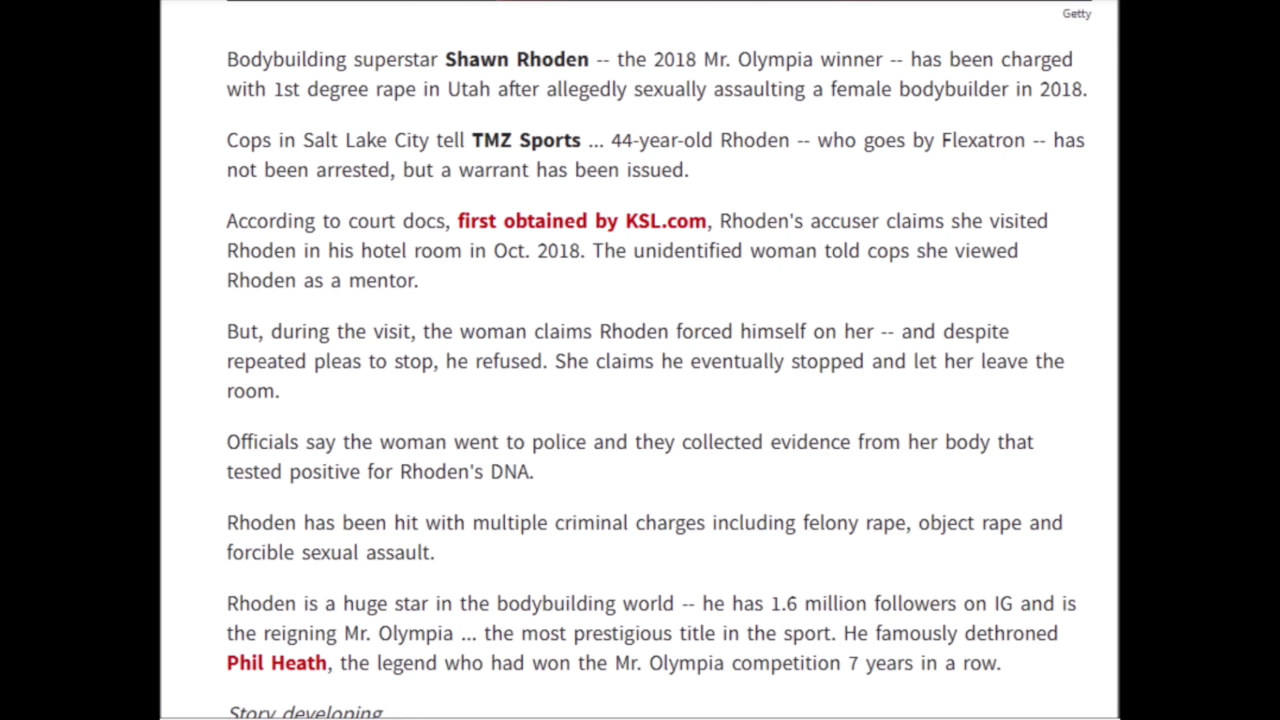 Getty
Bodybuilding superstar Shawn Rhoden -- the 2018 Mr. Olympia winner -- has been charged
with 1st degree rape in Utah after allegedly sexually assaulting a female bodybuilder in 2018.
Cops in Salt Lake City tell TMZ Sports ... 44-year-old Rhoden -- who goes by Flexatron -- has
not been arrested, but a warrant has been issued.
According to court docs, first obtained by KSL.com, Rhoden's accuser claims she visited
Rhoden in his hotel room in Oct. 2018. The unidentified woman told cops she viewed
Rhoden as a mentor.
But, during the visit, the woman claims Rhoden forced himself on her -- and despite
repeated pleas to stop, he refused. She claims he eventually stopped and let her leave the
room.
Officials say the woman went to police and they collected evidence from her body that
tested positive for Rhoden's DNA.
Rhoden has been hit with multiple criminal charges including felony rape, object rape and
forcible sexual assault.
Rhoden is a huge star in the bodybuilding world -- he has 1.6 million followers on IG and is
the reigning Mr. Olympia ... the most prestigious title in the sport. He famously dethroned
Phil Heath, the legend who had won the Mr. Olympia competition 7 years in a row.
Story developing